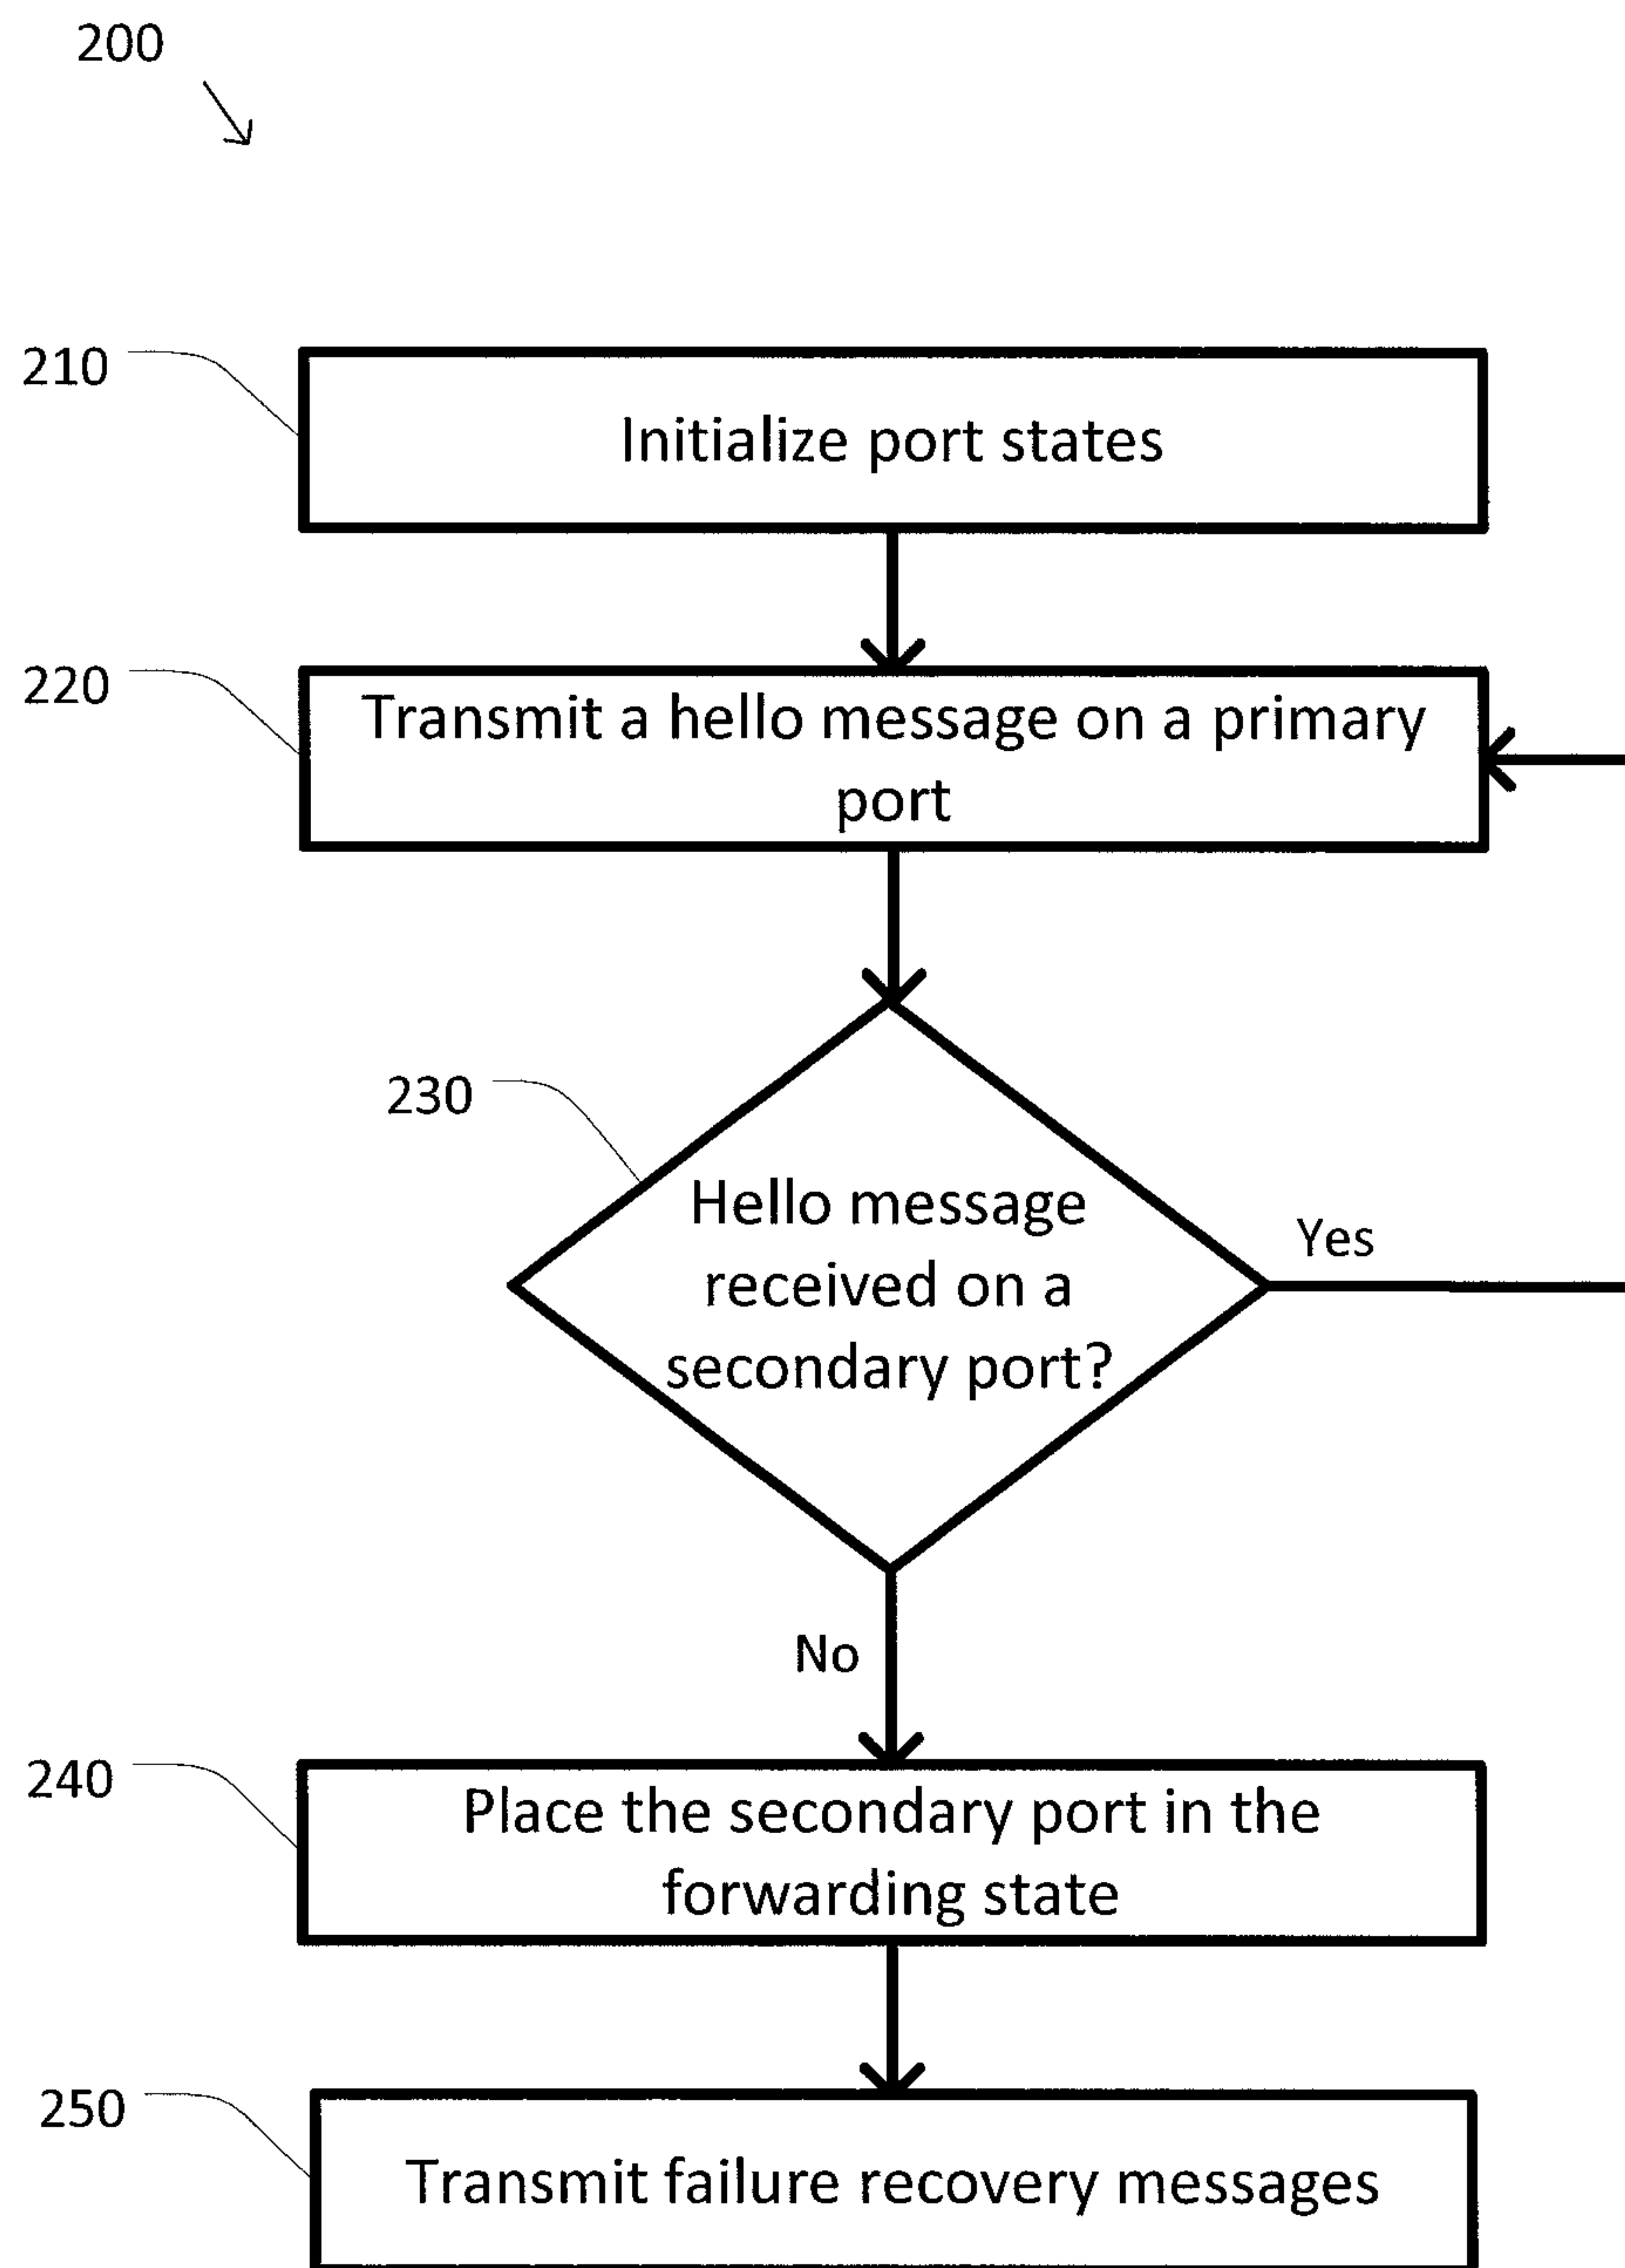 200
210
Initialize port states
220
Transmit a hello message on a primary
port
230
Hello message
received on a
secondary port?
Yes
No
240
Place the secondary port in the
forwarding state
250
Transmit failure recovery messages